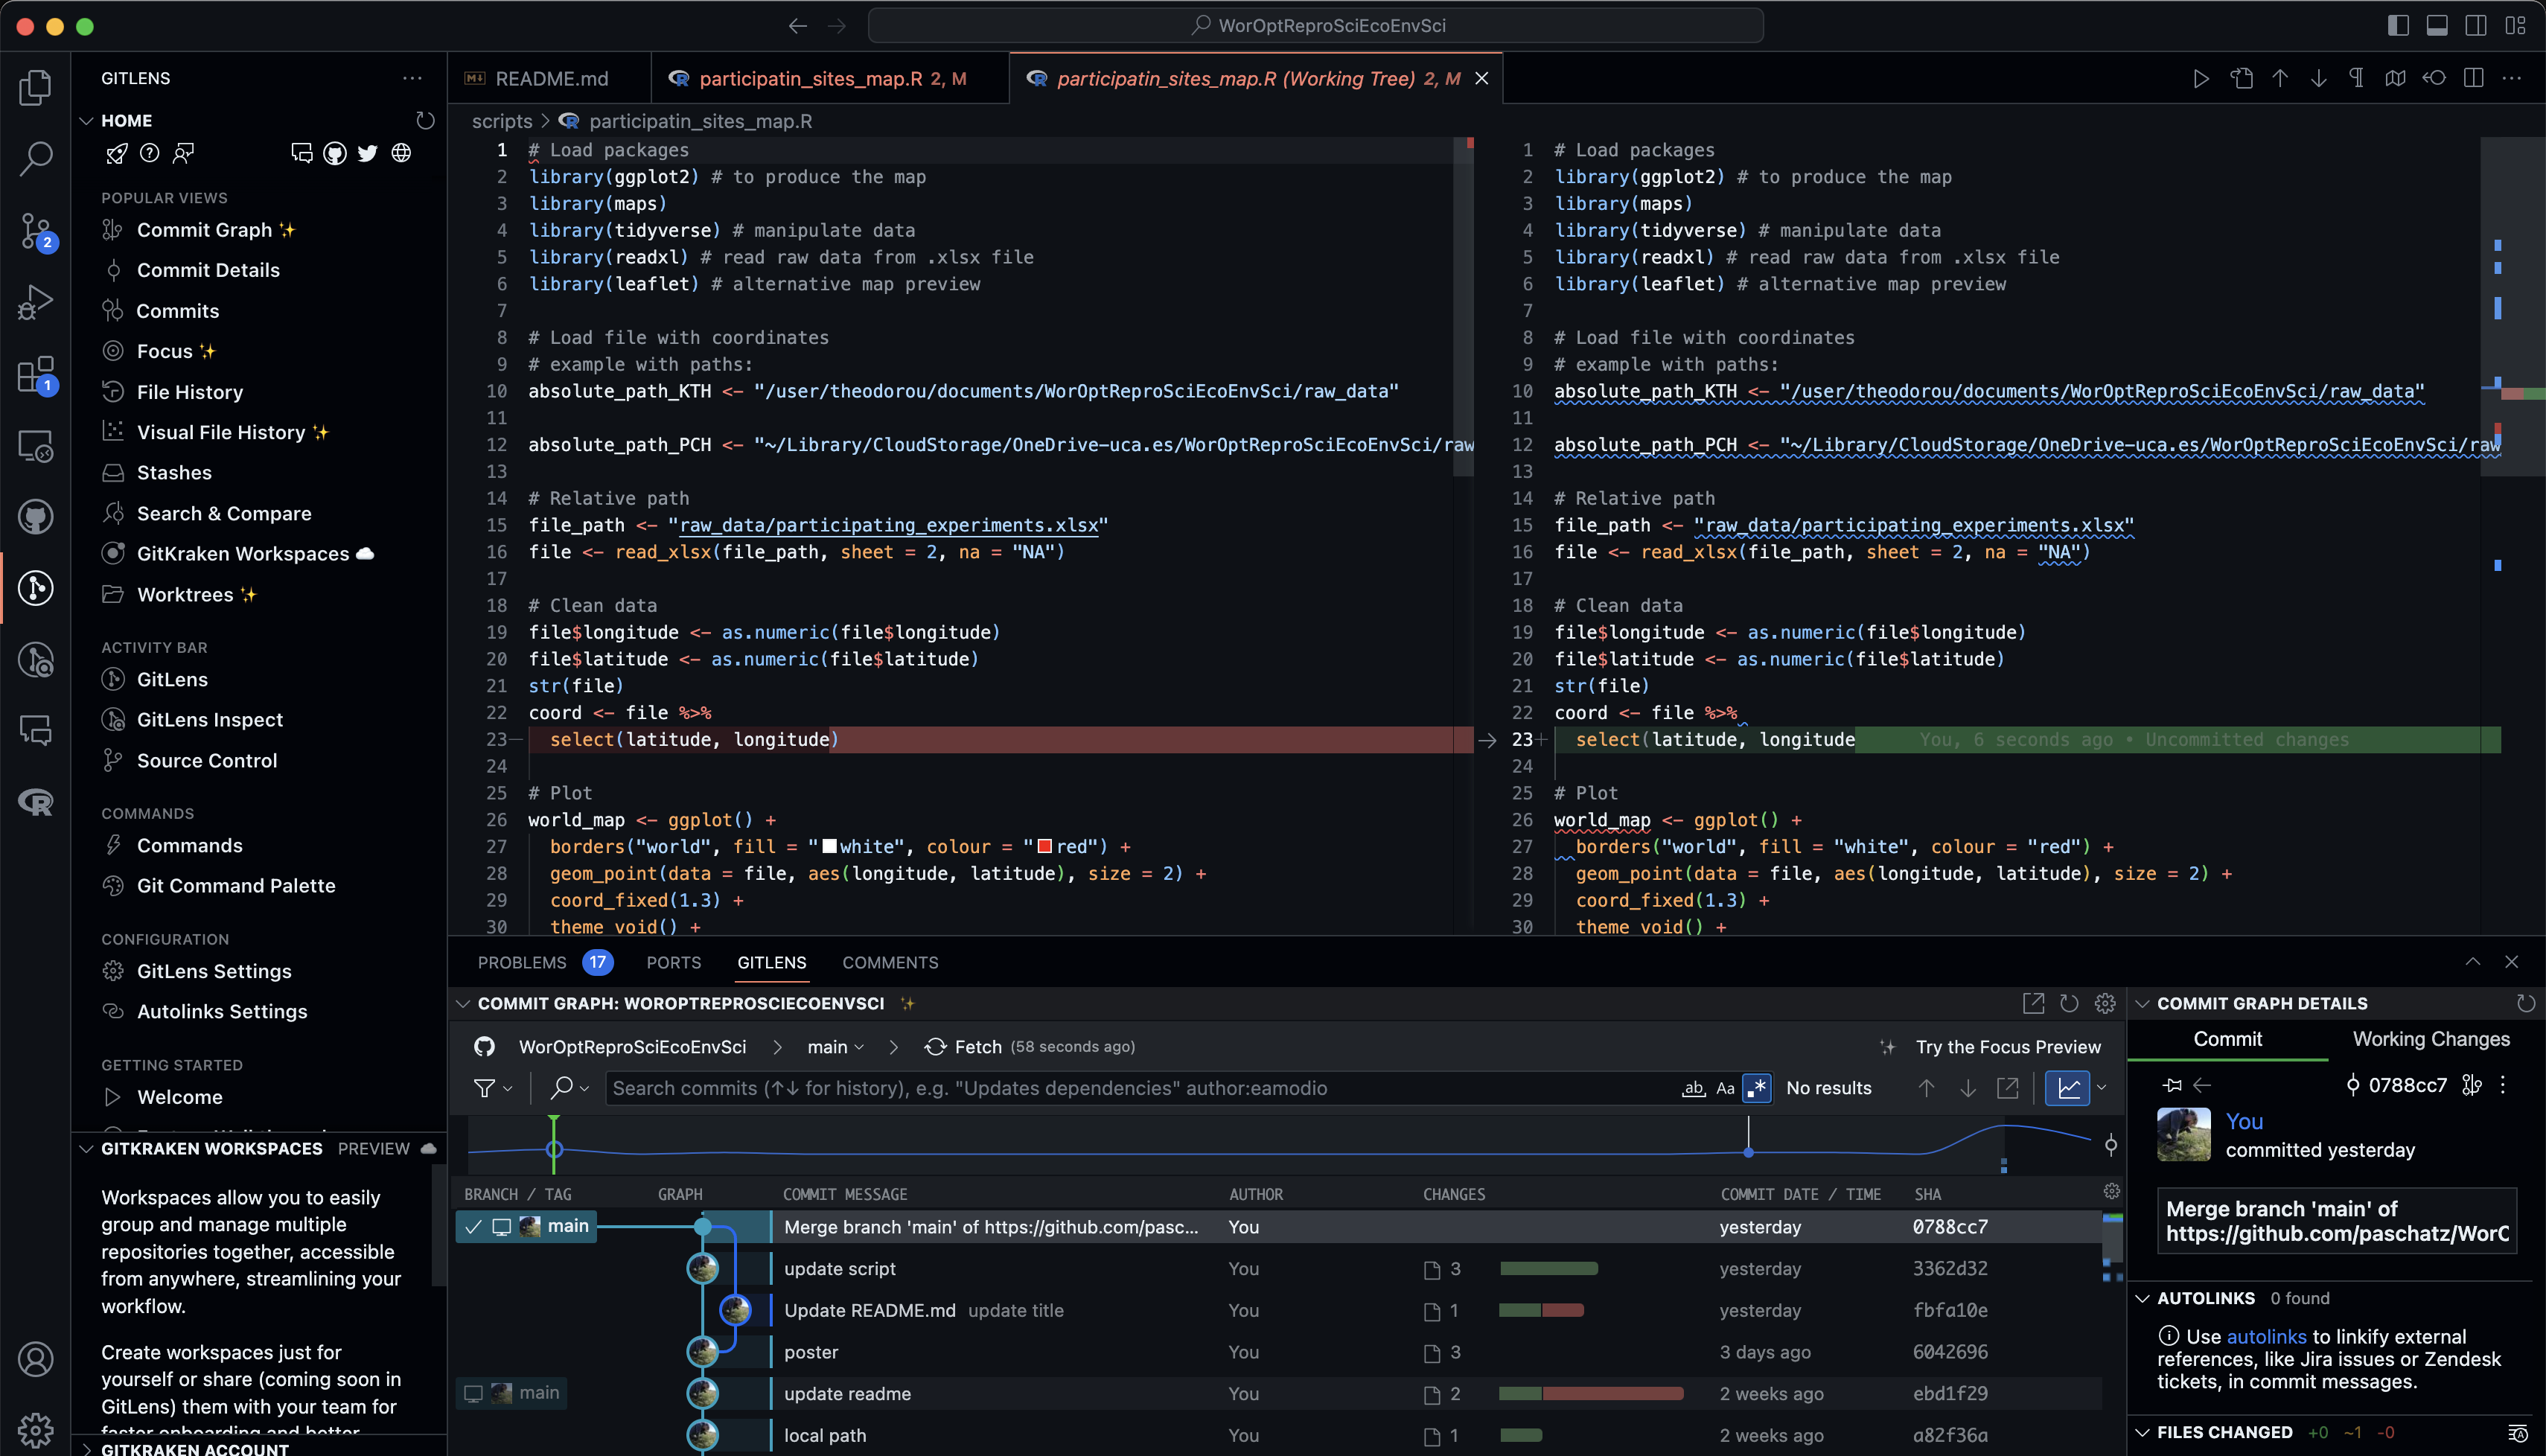 WorOptReproSciEcoEnvSci
GITLENS
HOME
POPULAR VIEWS
Commit Graph
Commit Details
Commits
Focus
File History
Visual File History
Stashes
Search & Compare
GitKraken Workspaces
Worktrees
ACTIVITY BAR
GitLens
GitLens Inspect
Source Control
COMMANDS
Commands
Git Command Palette
CONFIGURATION
GitLens Settings
Autolinks Settings
GETTING STARTED
Welcome
GITKRAKEN WORKSPACES PREVIEW
Workspaces allow you to easily
group and manage multiple
repositories together, accessible
from anywhere, streamlining your
workflow.
Create workspaces just for
yourself or share (coming soon in
GitLens) them with your team for
faster onboarding and better
GITKRAKEN ACCOUNT
2
1
README.md
participatin_sites_map.R 2, M
participatin_sites_map.R (Working Tree) 2, M
scripts > participatin_sites_map.R
1 # Load packages
2 library(ggplot2) # to produce the map
3 library(maps)
4 library(tidyverse) # manipulate data
5 library(readxl) # read raw data from .xlsx file
6 library(leaflet) # alternative map preview
7
8 # Load file with coordinates
9 # example with paths:
10 absolute_path_KTH <- "/user/theodorou/documents/WorOptReproSciEcoEnvSci/raw_data"
11
12 absolute_path_PCH <- "~/Library/CloudStorage/OneDrive-uca.es/WorOptReproSciEcoEnvSci/raw
13
14 # Relative path
15 file_path <- "raw_data/participating_experiments.xlsx"
16 file <- read_xlsx(file_path, sheet = 2, na = "NA")
17
18 # Clean data
19 file$longitude <- as.numeric(file$longitude)
20 file$latitude <- as.numeric(file$latitude)
21 str(file)
22 coord <- file %>%
23 select(latitude, longitude)
24
25 # Plot
26 world_map <- ggplot() +
27 borders("world", fill = "white", colour = "red") +
28 geom_point(data = file, aes(longitude, latitude), size = 2) +
29 coord_fixed(1.3) +
30 theme_void() +
1 # Load packages
2 library(ggplot2) # to produce the map
3 library(maps)
4 library(tidyverse) # manipulate data
5 library(readxl) # read raw data from .xlsx file
6 library(leaflet) # alternative map preview
7
8 # Load file with coordinates
9 # example with paths:
10 absolute_path_KTH <- "/user/theodorou/documents/WorOptReproSciEcoEnvSci/raw_data"
11
12 absolute_path_PCH <- "~/Library/CloudStorage/OneDrive-uca.es/WorOptReproSciEcoEnvSci/raw
13
14 # Relative path
15 file_path <- "raw_data/participating_experiments.xlsx"
16 file <- read_xlsx(file_path, sheet = 2, na = "NA")
17
18 # Clean data
19 file$longitude <- as.numeric(file$longitude)
20 file$latitude <- as.numeric(file$latitude)
21 str(file)
22 coord <- file %>%
23 select(latitude, longitude You, 6 seconds ago • Uncommitted changes
24
25 # Plot
26 world_map <- ggplot() +
27 borders("world", fill = "white", colour = "red") +
28 geom_point(data = file, aes(longitude, latitude), size = 2) +
29 coord_fixed(1.3) +
30 theme_void() +
PROBLEMS 17 PORTS GITLENS COMMENTS
COMMIT GRAPH: WOROPTREPROSCIECOENVSCI
WorOptReproSciEcoEnvSci > main > Fetch (58 seconds ago) Try the Focus Preview
Search commits (↑↓ for history), e.g. "Updates dependencies" author:eamodio ab Aa .* No results
BRANCH / TAG GRAPH COMMIT MESSAGE AUTHOR CHANGES COMMIT DATE / TIME SHA
main Merge branch 'main' of https://github.com/pasc... You yesterday 0788cc7
update script You 3 yesterday 3362d32
Update README.md update title You 1 yesterday fbfa10e
poster You 3 3 days ago 6042696
main update readme You 2 2 weeks ago ebd1f29
local path You 1 2 weeks ago a82f36a
COMMIT GRAPH DETAILS
Commit Working Changes
0788cc7
You
committed yesterday
Merge branch 'main' of
https://github.com/paschatz/WorO
AUTOLINKS 0 found
Use autolinks to linkify external
references, like Jira issues or Zendesk
tickets, in commit messages.
FILES CHANGED +0 ~1 -0